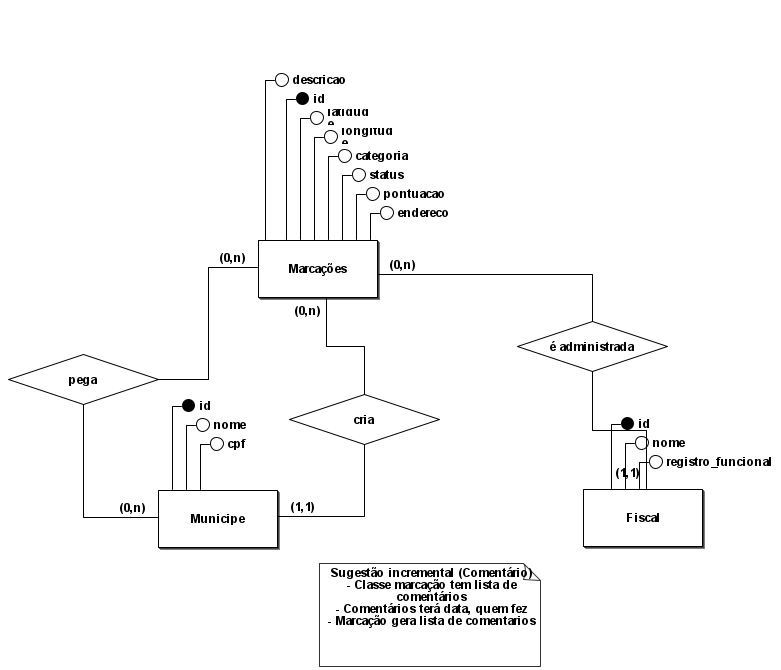 descricao
id
latitud
e
longitud
e
categoria
status
pontuacao
endereco
(0,n)
Marcações
(0,n)
(0,n)
é administrada
pega
id
nome
cpf
cria
id
nome
registro_funcional
(1,1)
(0,n)
Municipe
(1,1)
Fiscal
Sugestão incremental (Comentário)
- Classe marcação tem lista de
comentários
- Comentários terá data, quem fez
- Marcação gera lista de comentarios